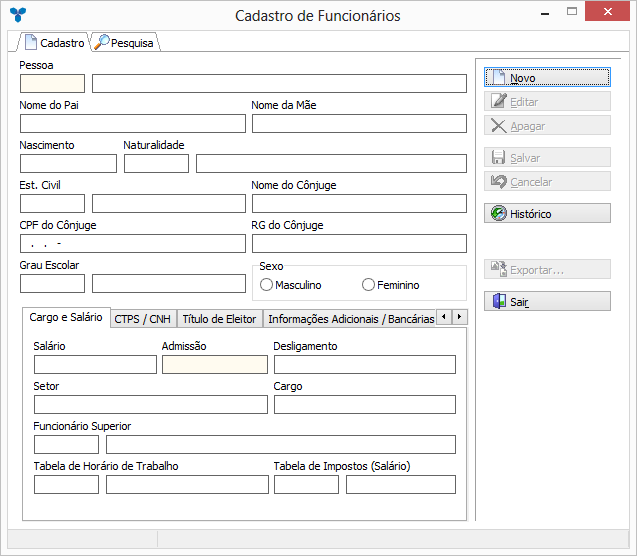 Cadastro de Funcionários
Cadastro Pesquisa
Pessoa
Nome do Pai Nome da Mãe
Nascimento Naturalidade
Est. Civil Nome do Cônjuge
CPF do Cônjuge RG do Cônjuge
. . -
Grau Escolar Sexo
Masculino Feminino
Cargo e Salário CTPS / CNH Título de Eleitor Informações Adicionais / Bancárias
Salário Admissão Desligamento
Setor Cargo
Funcionário Superior
Tabela de Horário de Trabalho Tabela de Impostos (Salário)
Novo
Editar
Apagar
Salvar
Cancelar
Histórico
Exportar...
Sair